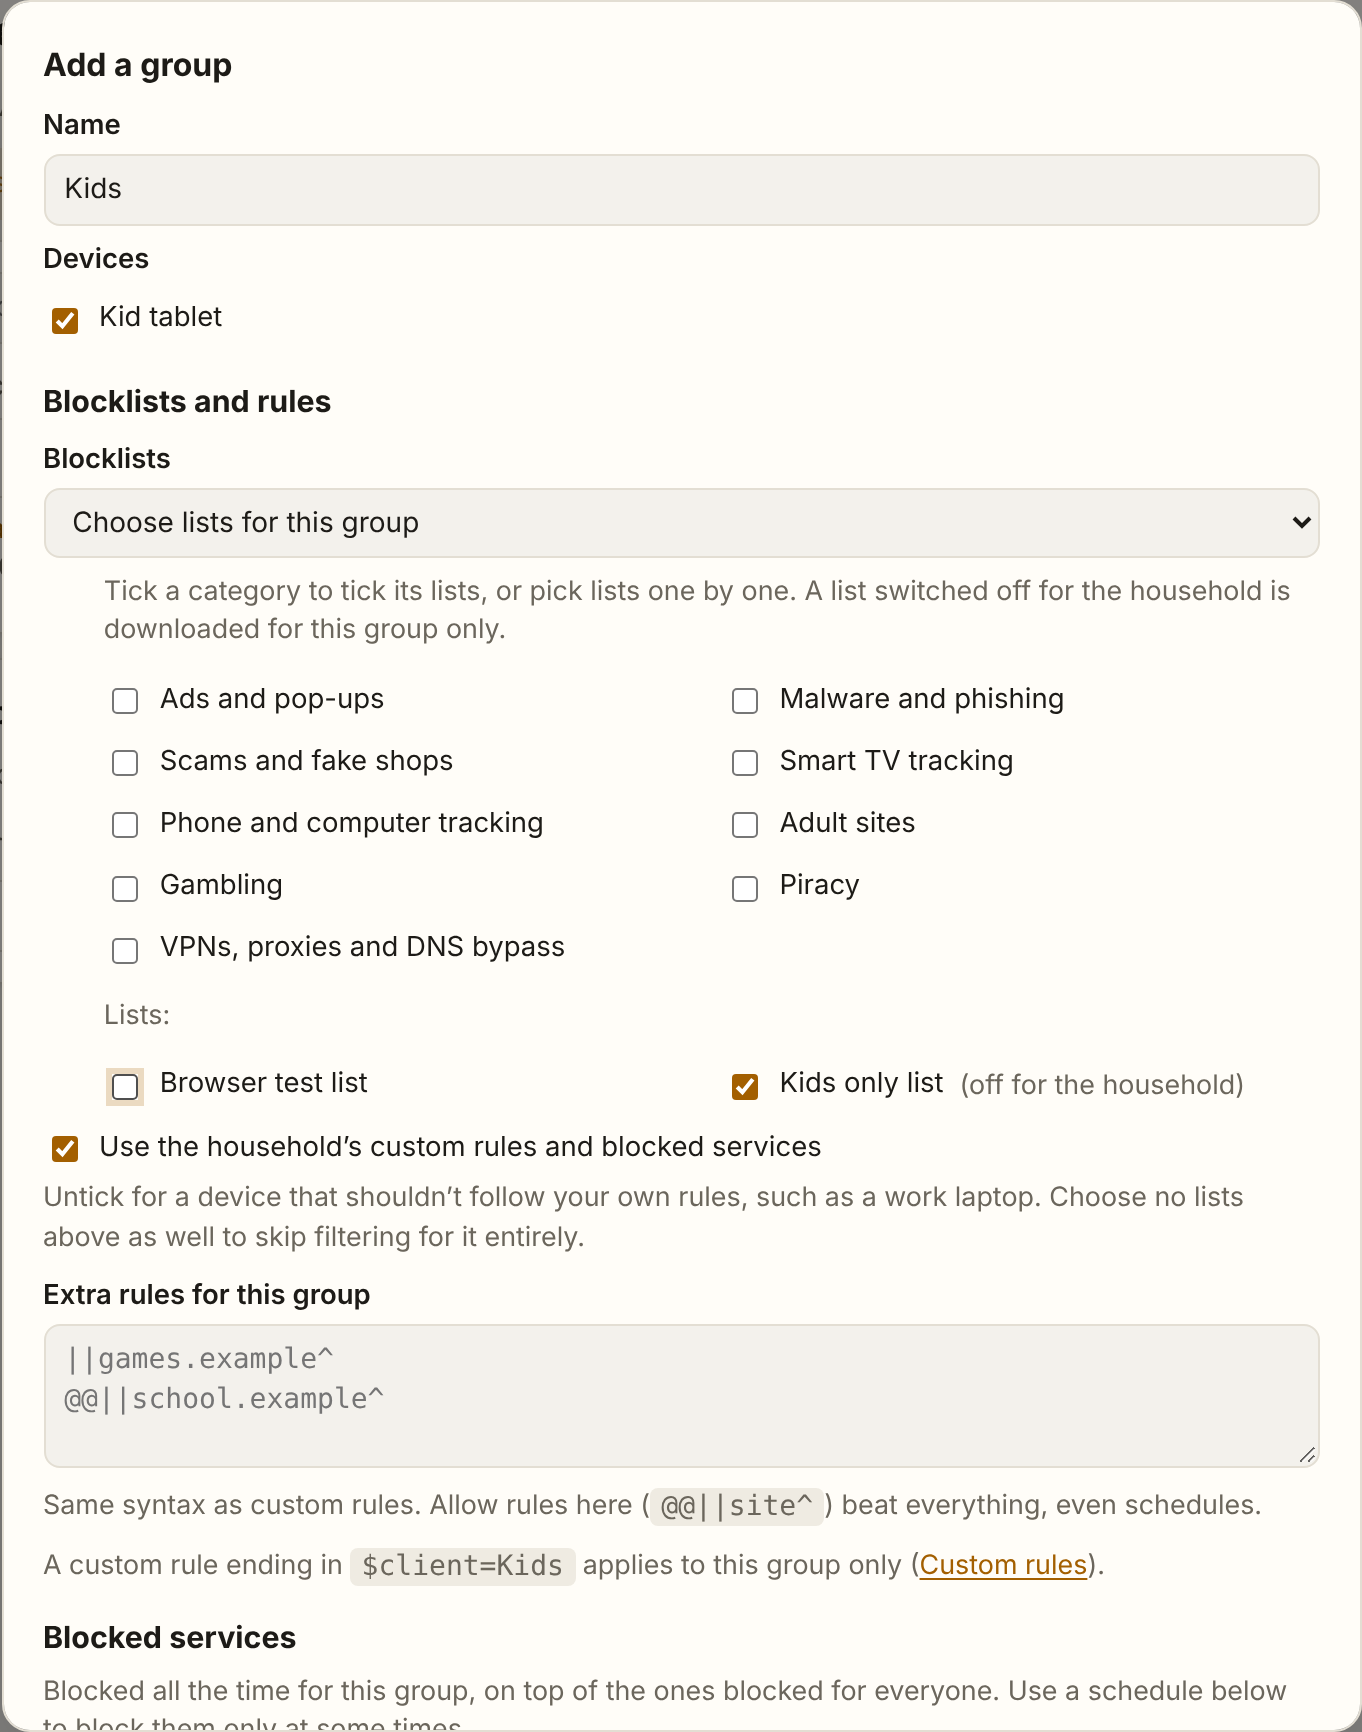 Add a group
Name
Kids
Devices
Kid tablet
Blocklists and rules
Blocklists
Choose lists for this group
Tick a category to tick its lists, or pick lists one by one. A list switched off for the household is
downloaded for this group only.
Ads and pop-ups
Malware and phishing
Scams and fake shops
Smart TV tracking
Phone and computer tracking
Adult sites
Gambling
Piracy
VPNs, proxies and DNS bypass
Lists:
Browser test list
Kids only list (off for the household)
Use the household’s custom rules and blocked services
Untick for a device that shouldn’t follow your own rules, such as a work laptop. Choose no lists
above as well to skip filtering for it entirely.
Extra rules for this group
||games.example^
@@||school.example^
Same syntax as custom rules. Allow rules here (@@||site^) beat everything, even schedules.
A custom rule ending in $client=Kids applies to this group only (Custom rules).
Blocked services
Blocked all the time for this group, on top of the ones blocked for everyone. Use a schedule below
to block them only at some times.